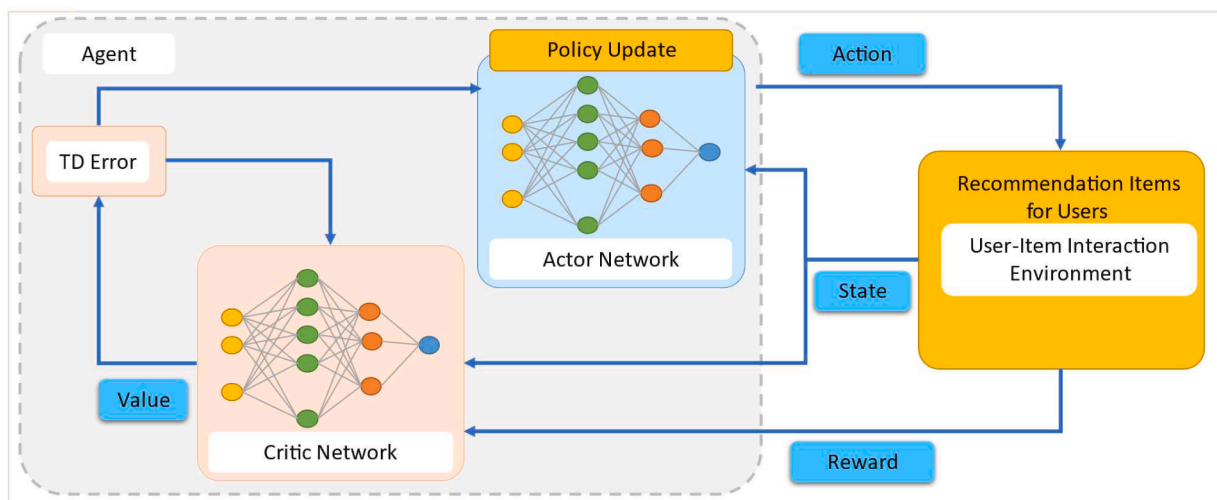 Agent
Policy Update
Action
TD Error
Recommendation Items
for Users
User-Item Interaction
Environment
Actor Network
State
Value
Critic Network
Reward